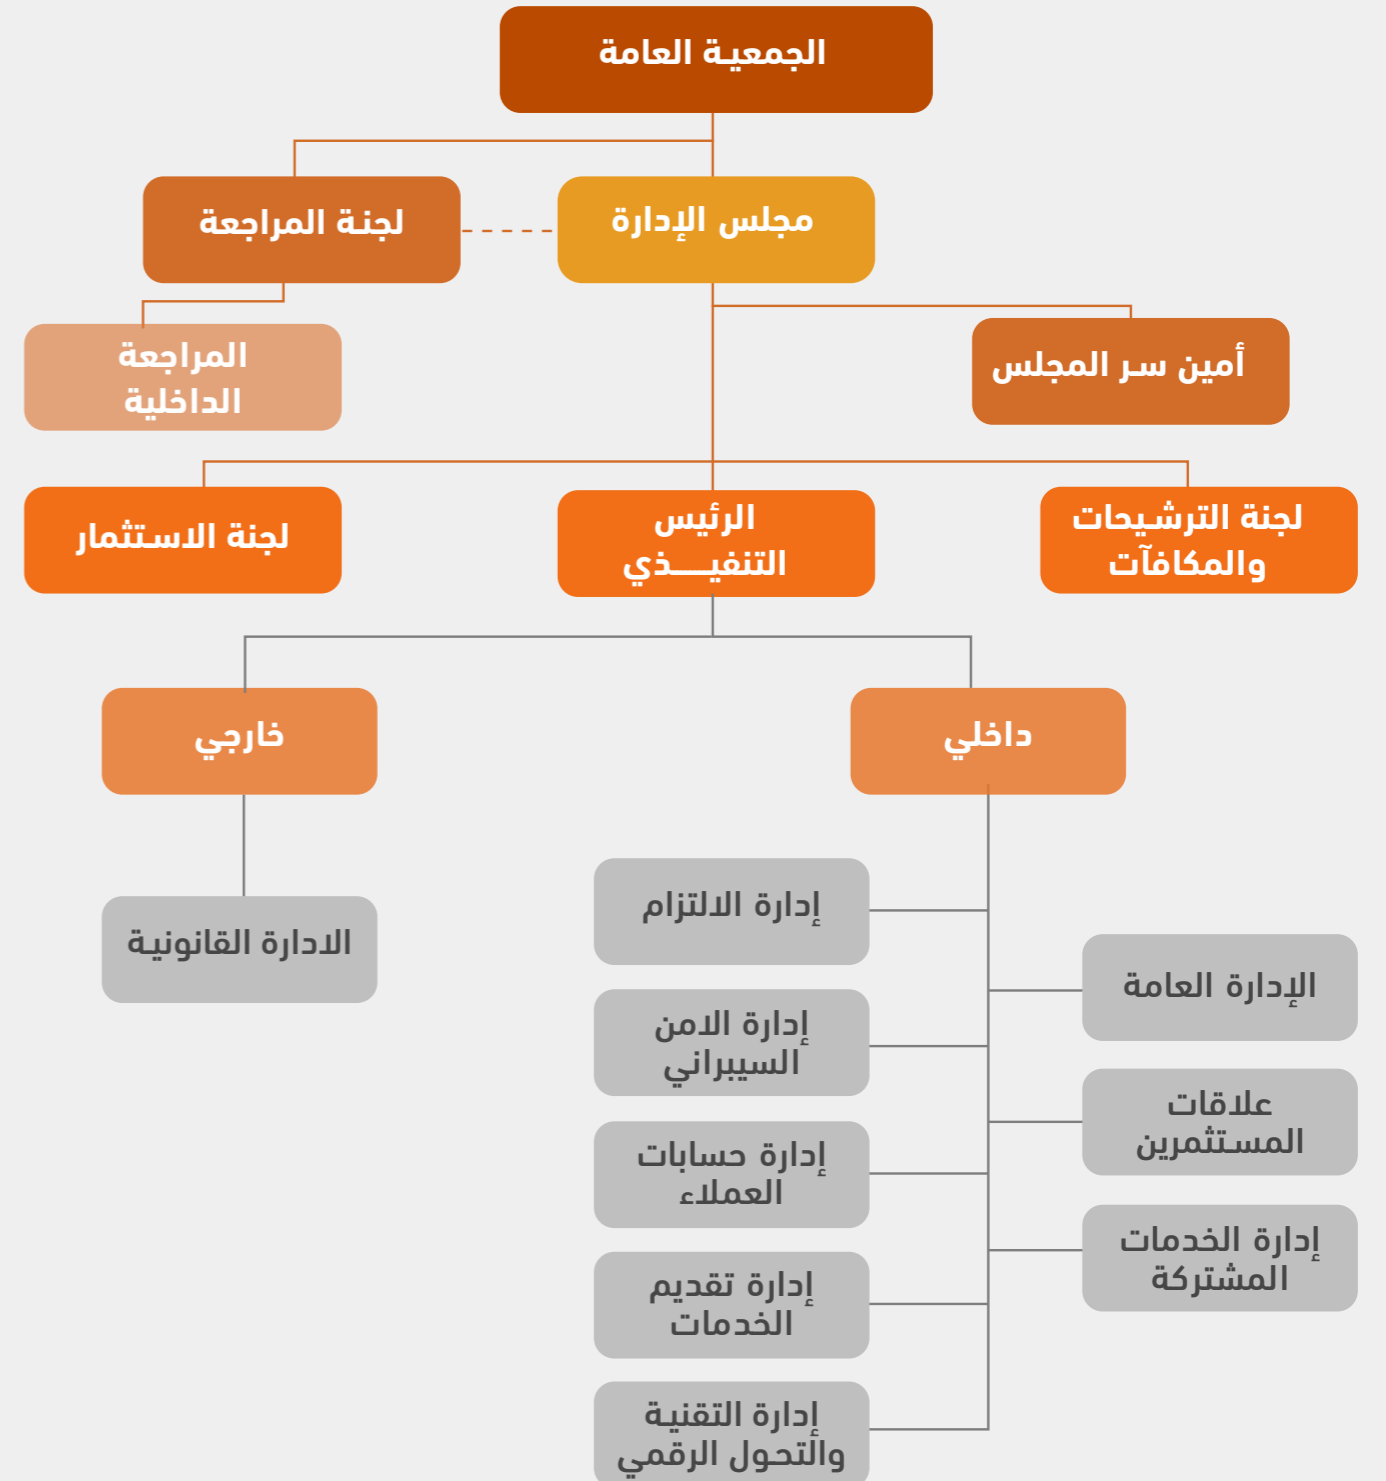 الجمعية العامة
مجلس الإدارة
لجنة المراجعة
أمين سر المجلس
المراجعة
الداخلية
لجنة الترشيحات
والمكافآت
الرئيس
التنفيـــــذي
لجنة الاستثمار
داخلي
خارجي
الإدارة العامة
علاقات
المستثمرين
إدارة الخدمات
المشتركة
إدارة الالتزام
إدارة الامن
السيبراني
إدارة حسابات
العملاء
إدارة تقديم
الخدمات
إدارة التقنية
والتحول الرقمي
الادارة القانونية